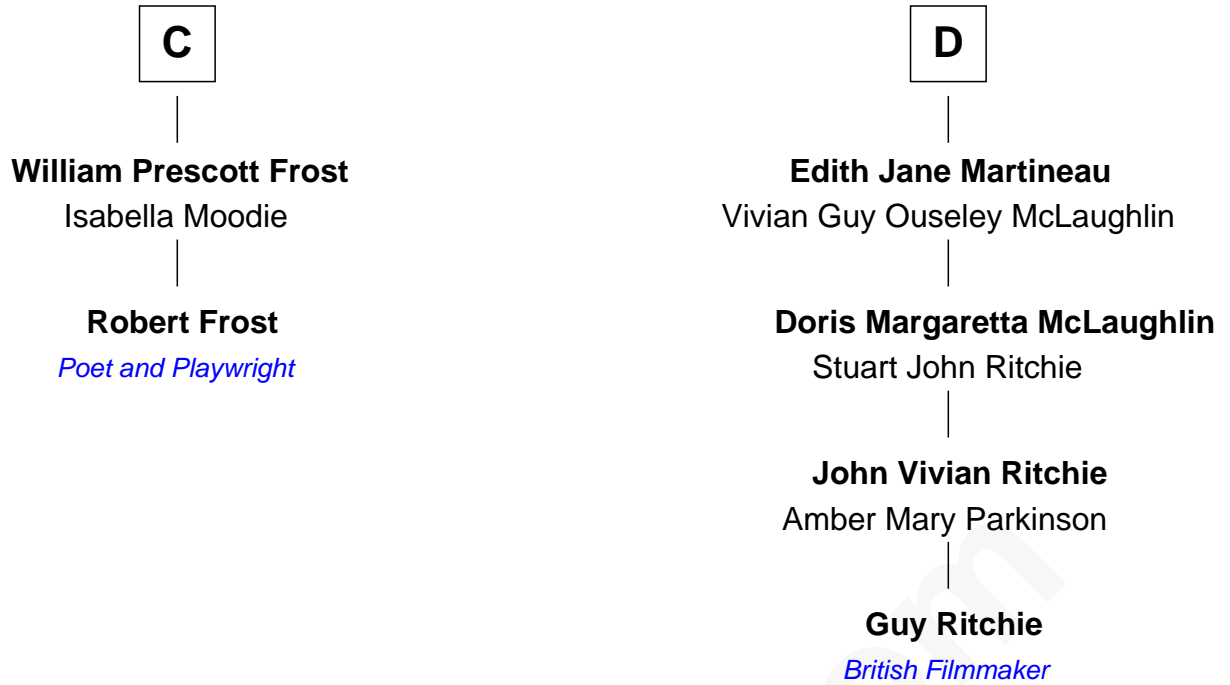 C
William Prescott Frost
Isabella Moodie
Robert Frost
Poet and Playwright
D
Edith Jane Martineau
Vivian Guy Ouseley McLaughlin
Doris Margaretta McLaughlin
Stuart John Ritchie
John Vivian Ritchie
Amber Mary Parkinson
Guy Ritchie
British Filmmaker